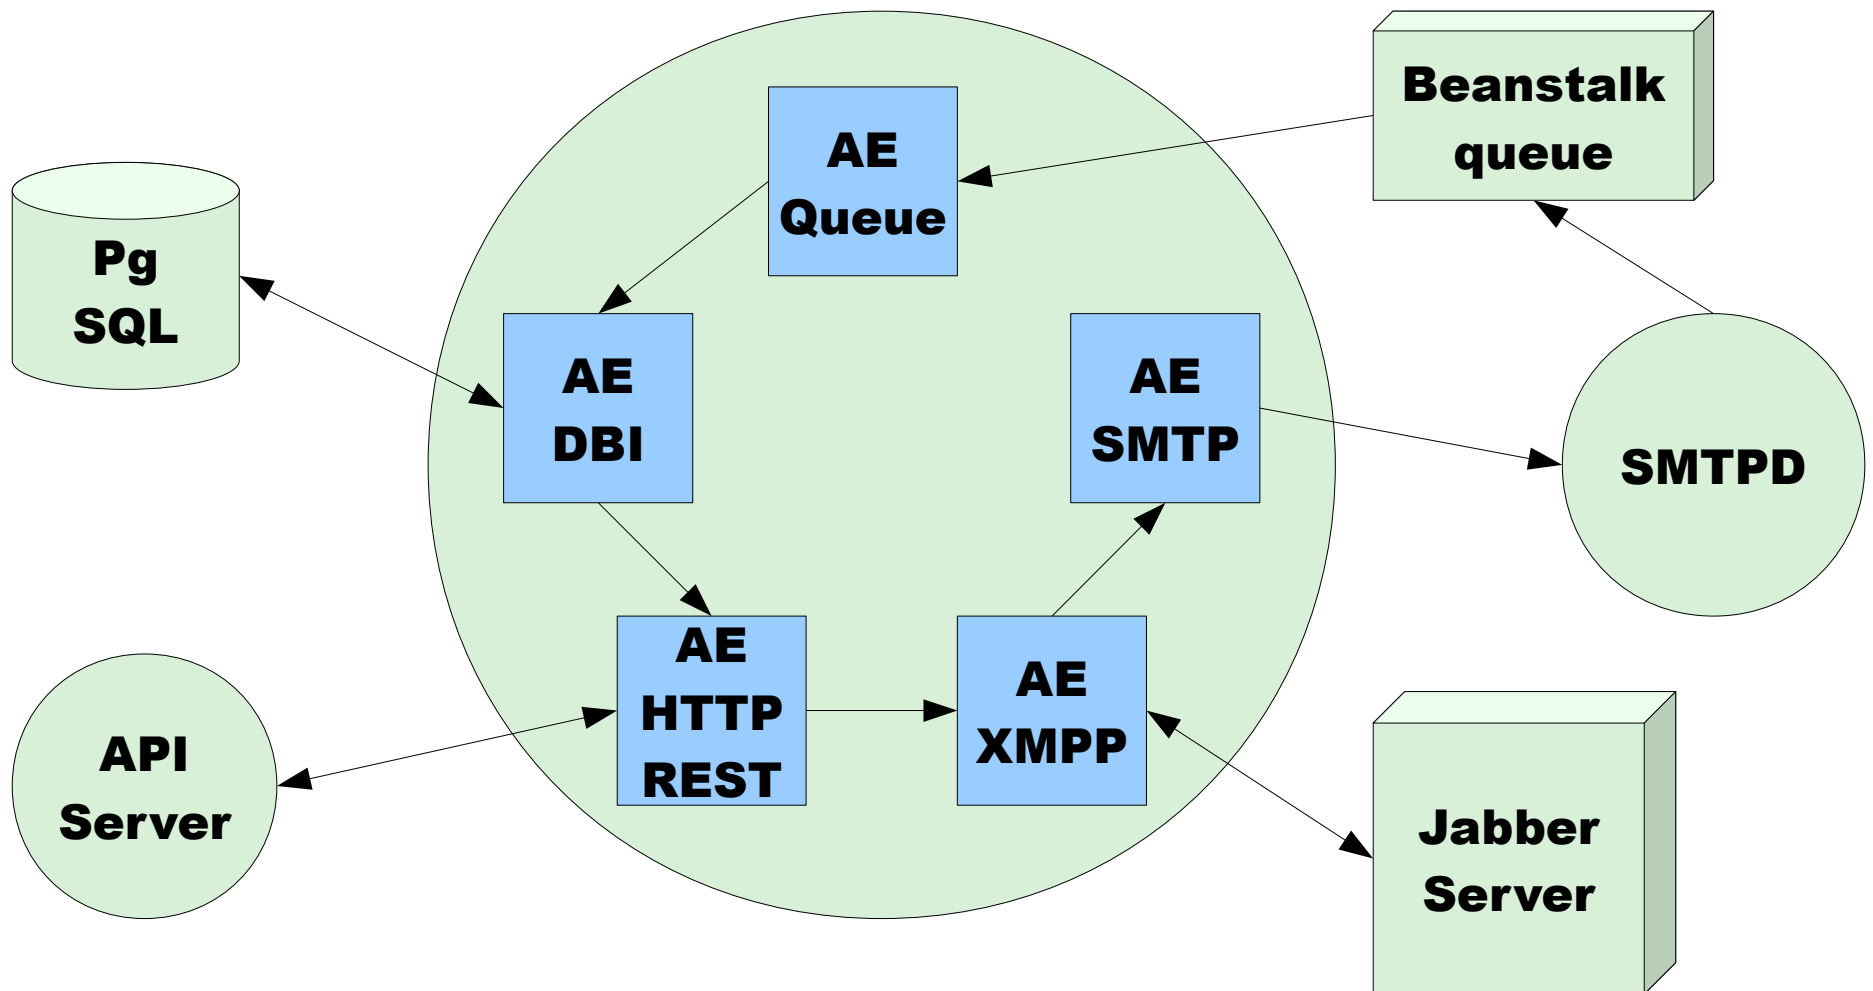 Beanstalk
queue
AE
Queue
Pg
SQL
AE
DBI
AE
SMTP
SMTPD
AE
HTTP
REST
AE
XMPP
API
Server
Jabber
Server